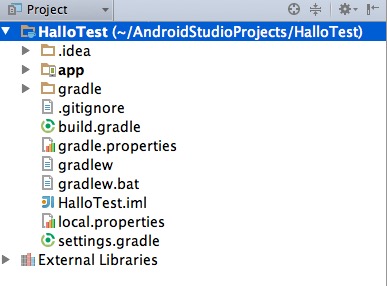 Project
HalloTest (~/AndroidStudioProjects/HalloTest)
.idea
app
gradle
.gitignore
build.gradle
gradle.properties
gradlew
gradlew.bat
HalloTest.iml
local.properties
settings.gradle
External Libraries